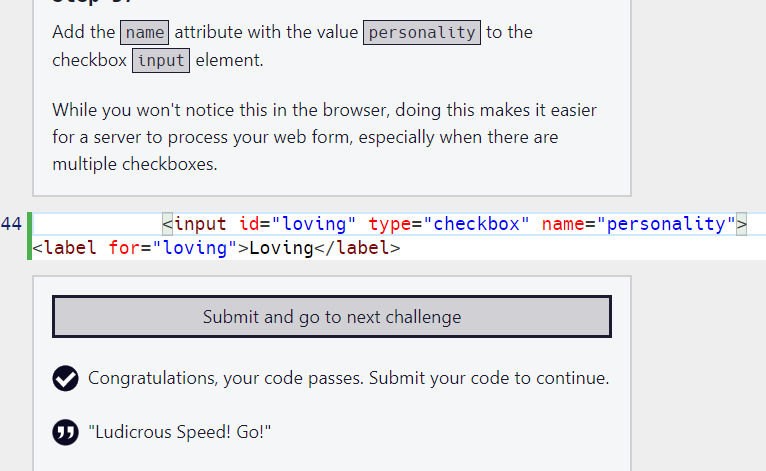 Add the name attribute with the value personality to the
checkbox input element.
While you won't notice this in the browser, doing this makes it easier
for a server to process your web form, especially when there are
multiple checkboxes.
44 <input id="loving" type="checkbox" name="personality">
<label for="loving">Loving</label>
Submit and go to next challenge
Congratulations, your code passes. Submit your code to continue.
"Ludicrous Speed! Go!"